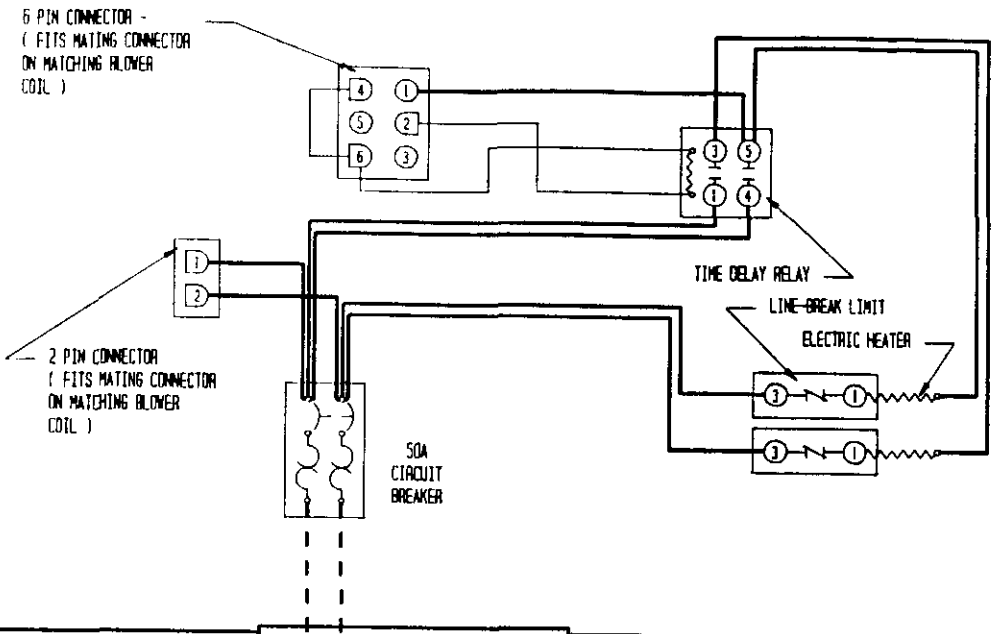 6 PIN CONNECTOR -
( FITS MATING CONNECTOR
ON MATCHING BLOWER
COIL )
4 1
5 2
6 3
3 5
1 4
TIME DELAY RELAY
1
2
LINE-BREAK LIMIT
ELECTRIC HEATER
2 PIN CONNECTOR
( FITS MATING CONNECTOR
ON MATCHING BLOWER
COIL )
3 1
3 1
50A
CIRCUIT
BREAKER